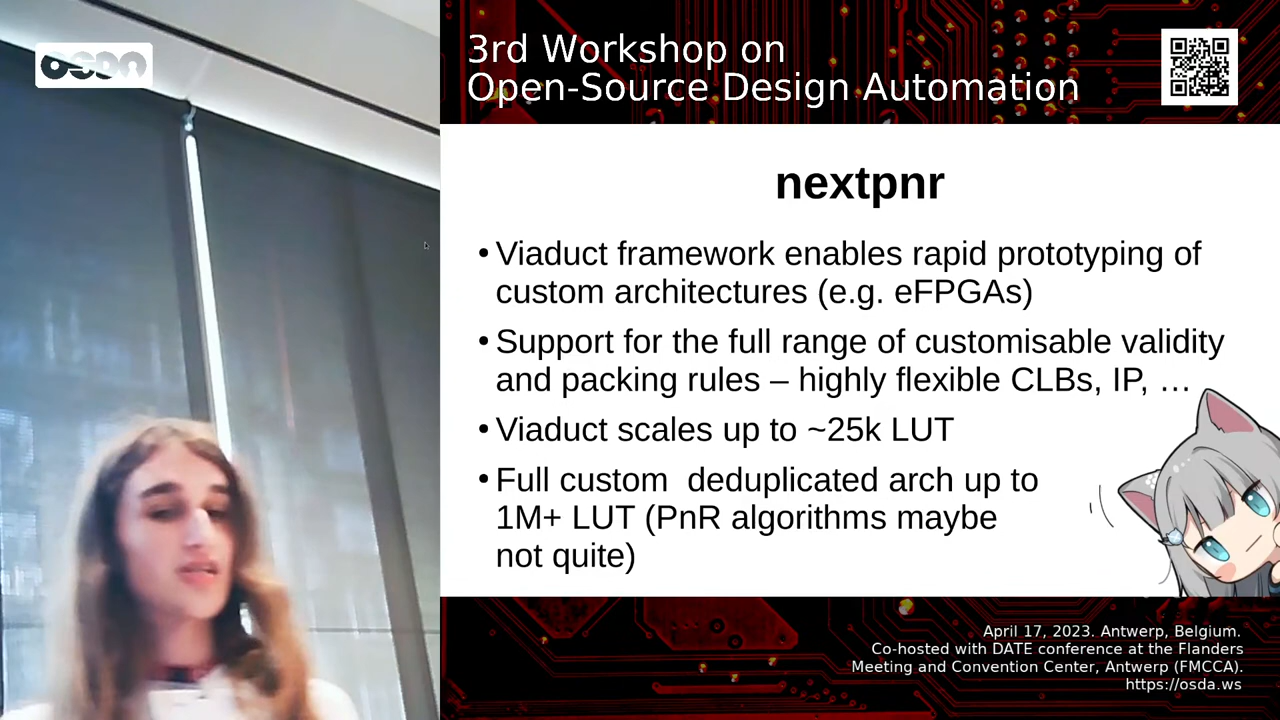 OSDA
3rd Workshop on
Open-Source Design Automation
nextpnr
• Viaduct framework enables rapid prototyping of
custom architectures (e.g. eFPGAs)
• Support for the full range of customisable validity
and packing rules – highly flexible CLBs, IP, …
• Viaduct scales up to ~25k LUT
• Full custom  deduplicated arch up to
1M+ LUT (PnR algorithms maybe
not quite)
April 17, 2023. Antwerp, Belgium.
Co-hosted with DATE conference at the Flanders
Meeting and Convention Center, Antwerp (FMCCA).
https://osda.ws